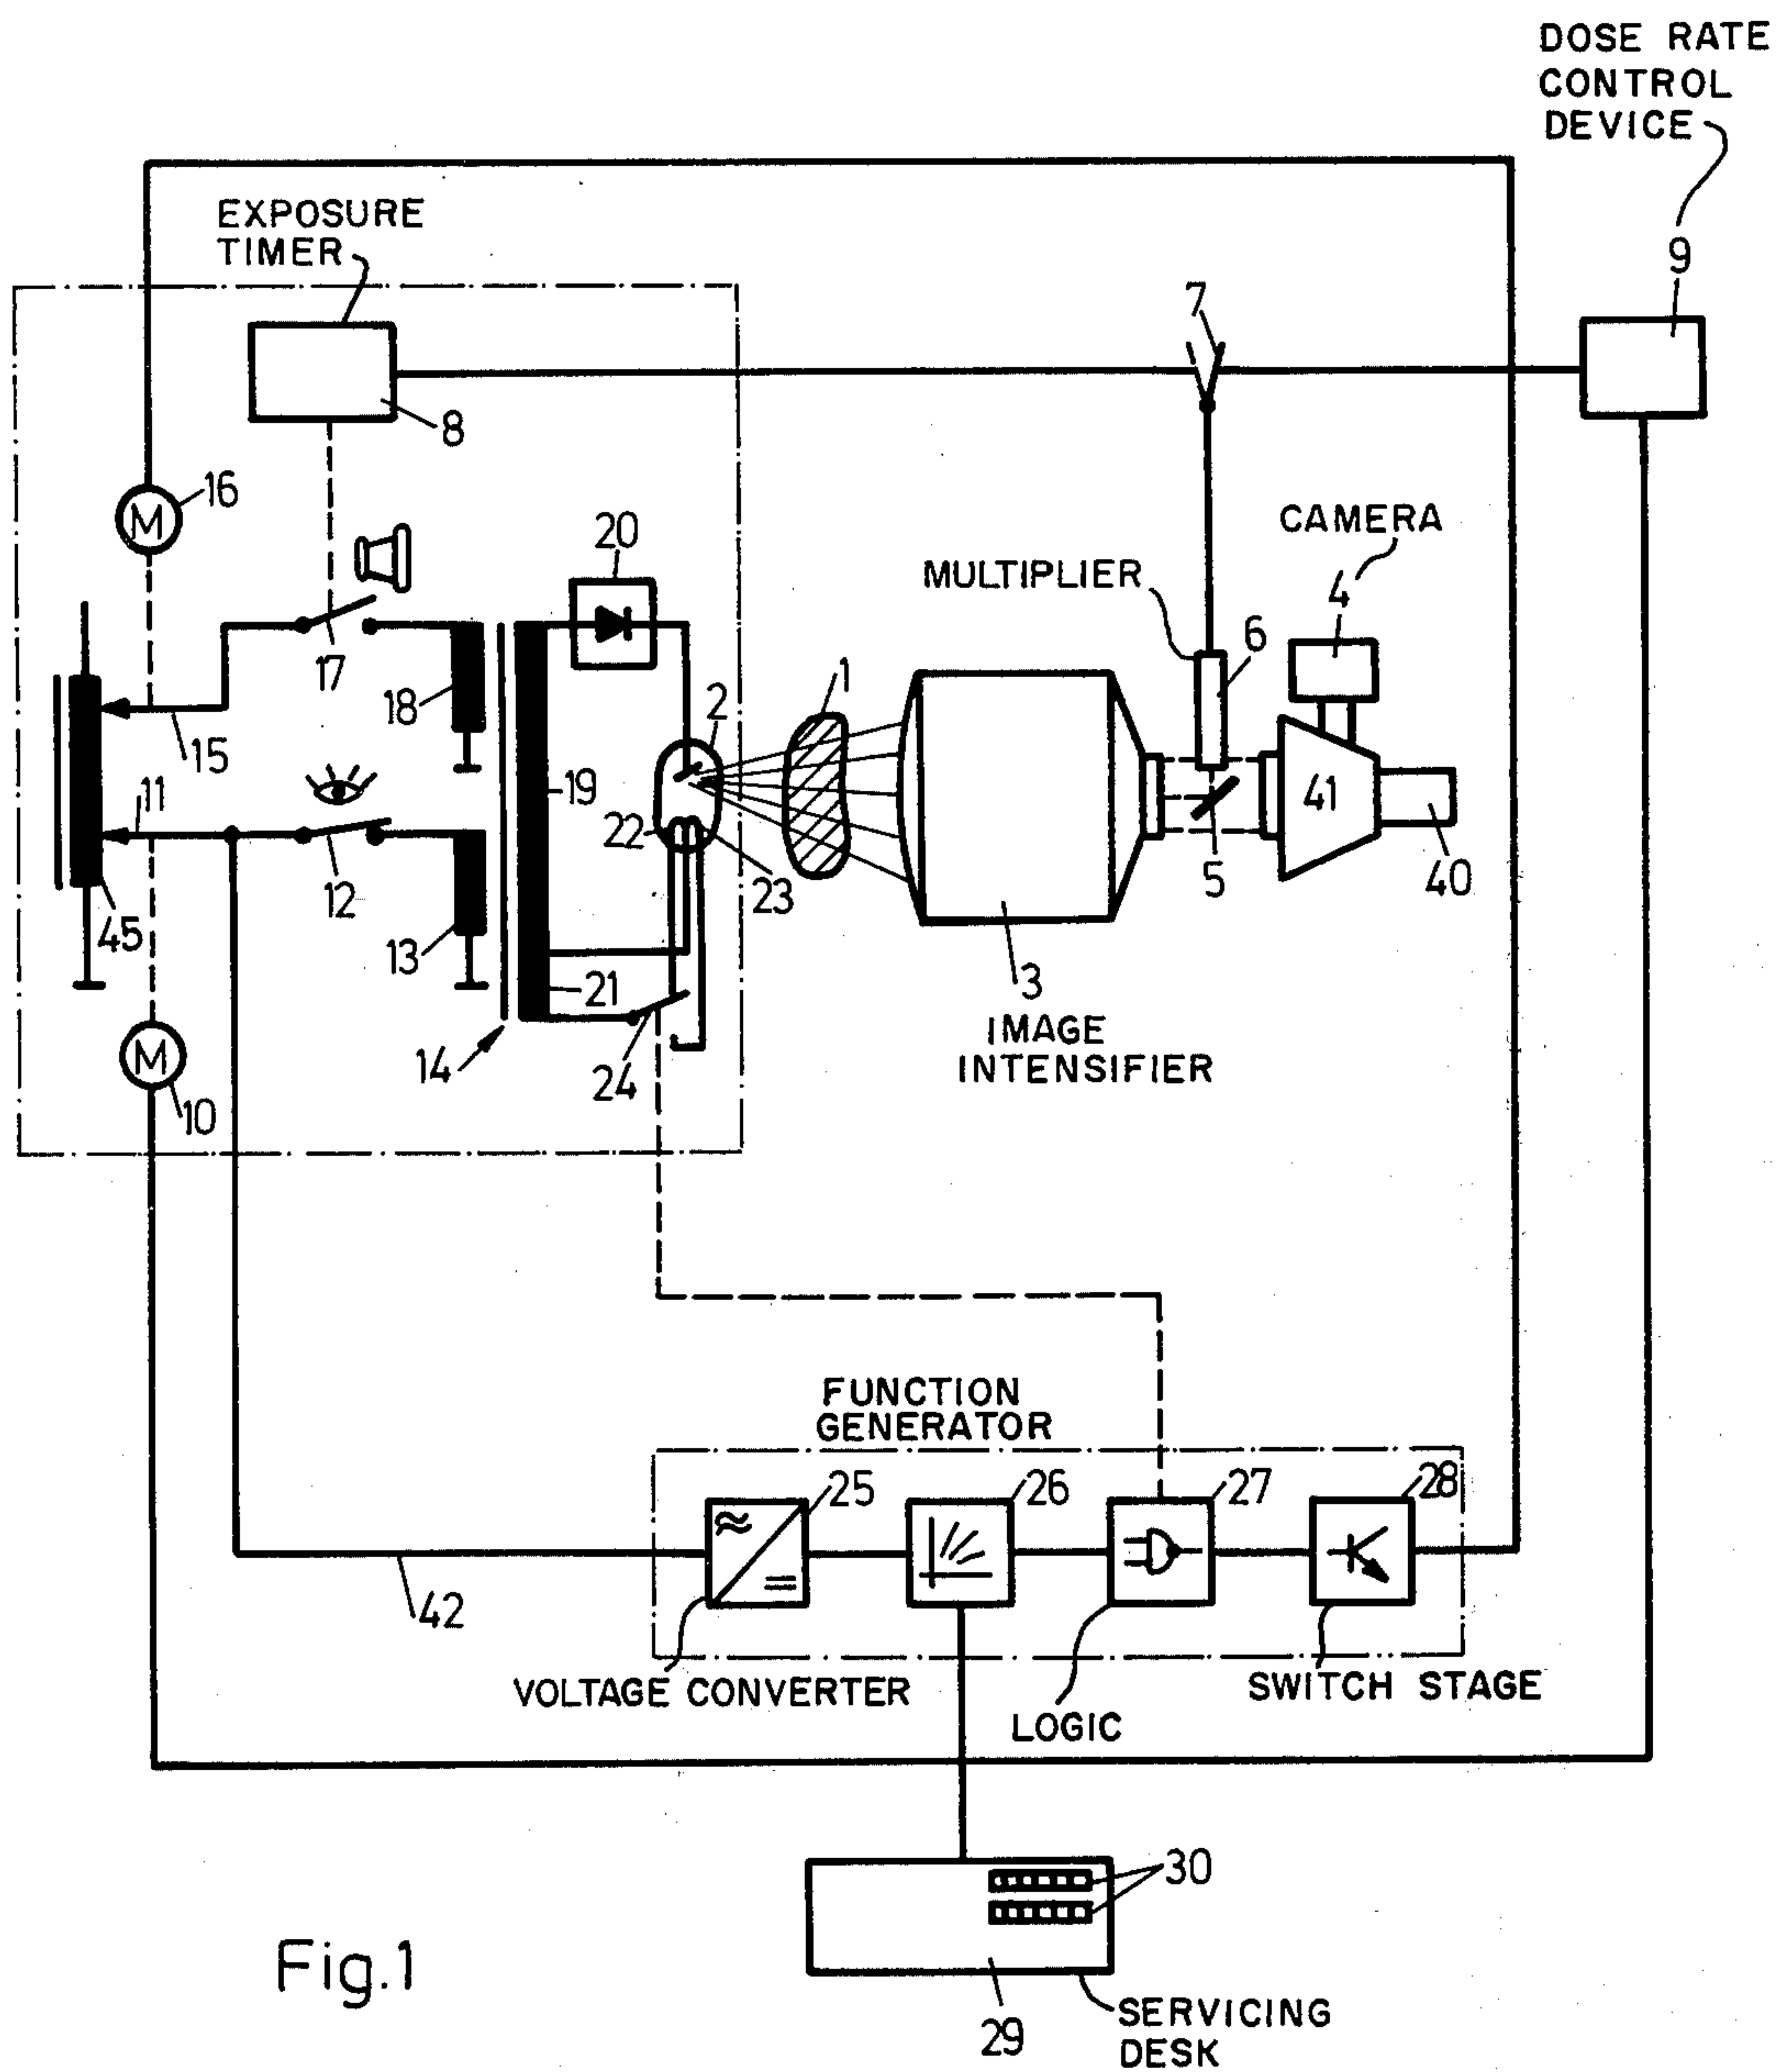 DOSE RATE
CONTROL
DEVICE
9
EXPOSURE
TIMER
7
8
16
M
CAMERA
20
MULTIPLIER
4
6
17
1
2
18
15
11
19
41
22
5
40
12
23
45
13
3
21
IMAGE
INTENSIFIER
M
14
24
10
FUNCTION
GENERATOR
25
26
27
28
42
VOLTAGE CONVERTER
SWITCH STAGE
LOGIC
30
Fig.1
29
SERVICING
DESK